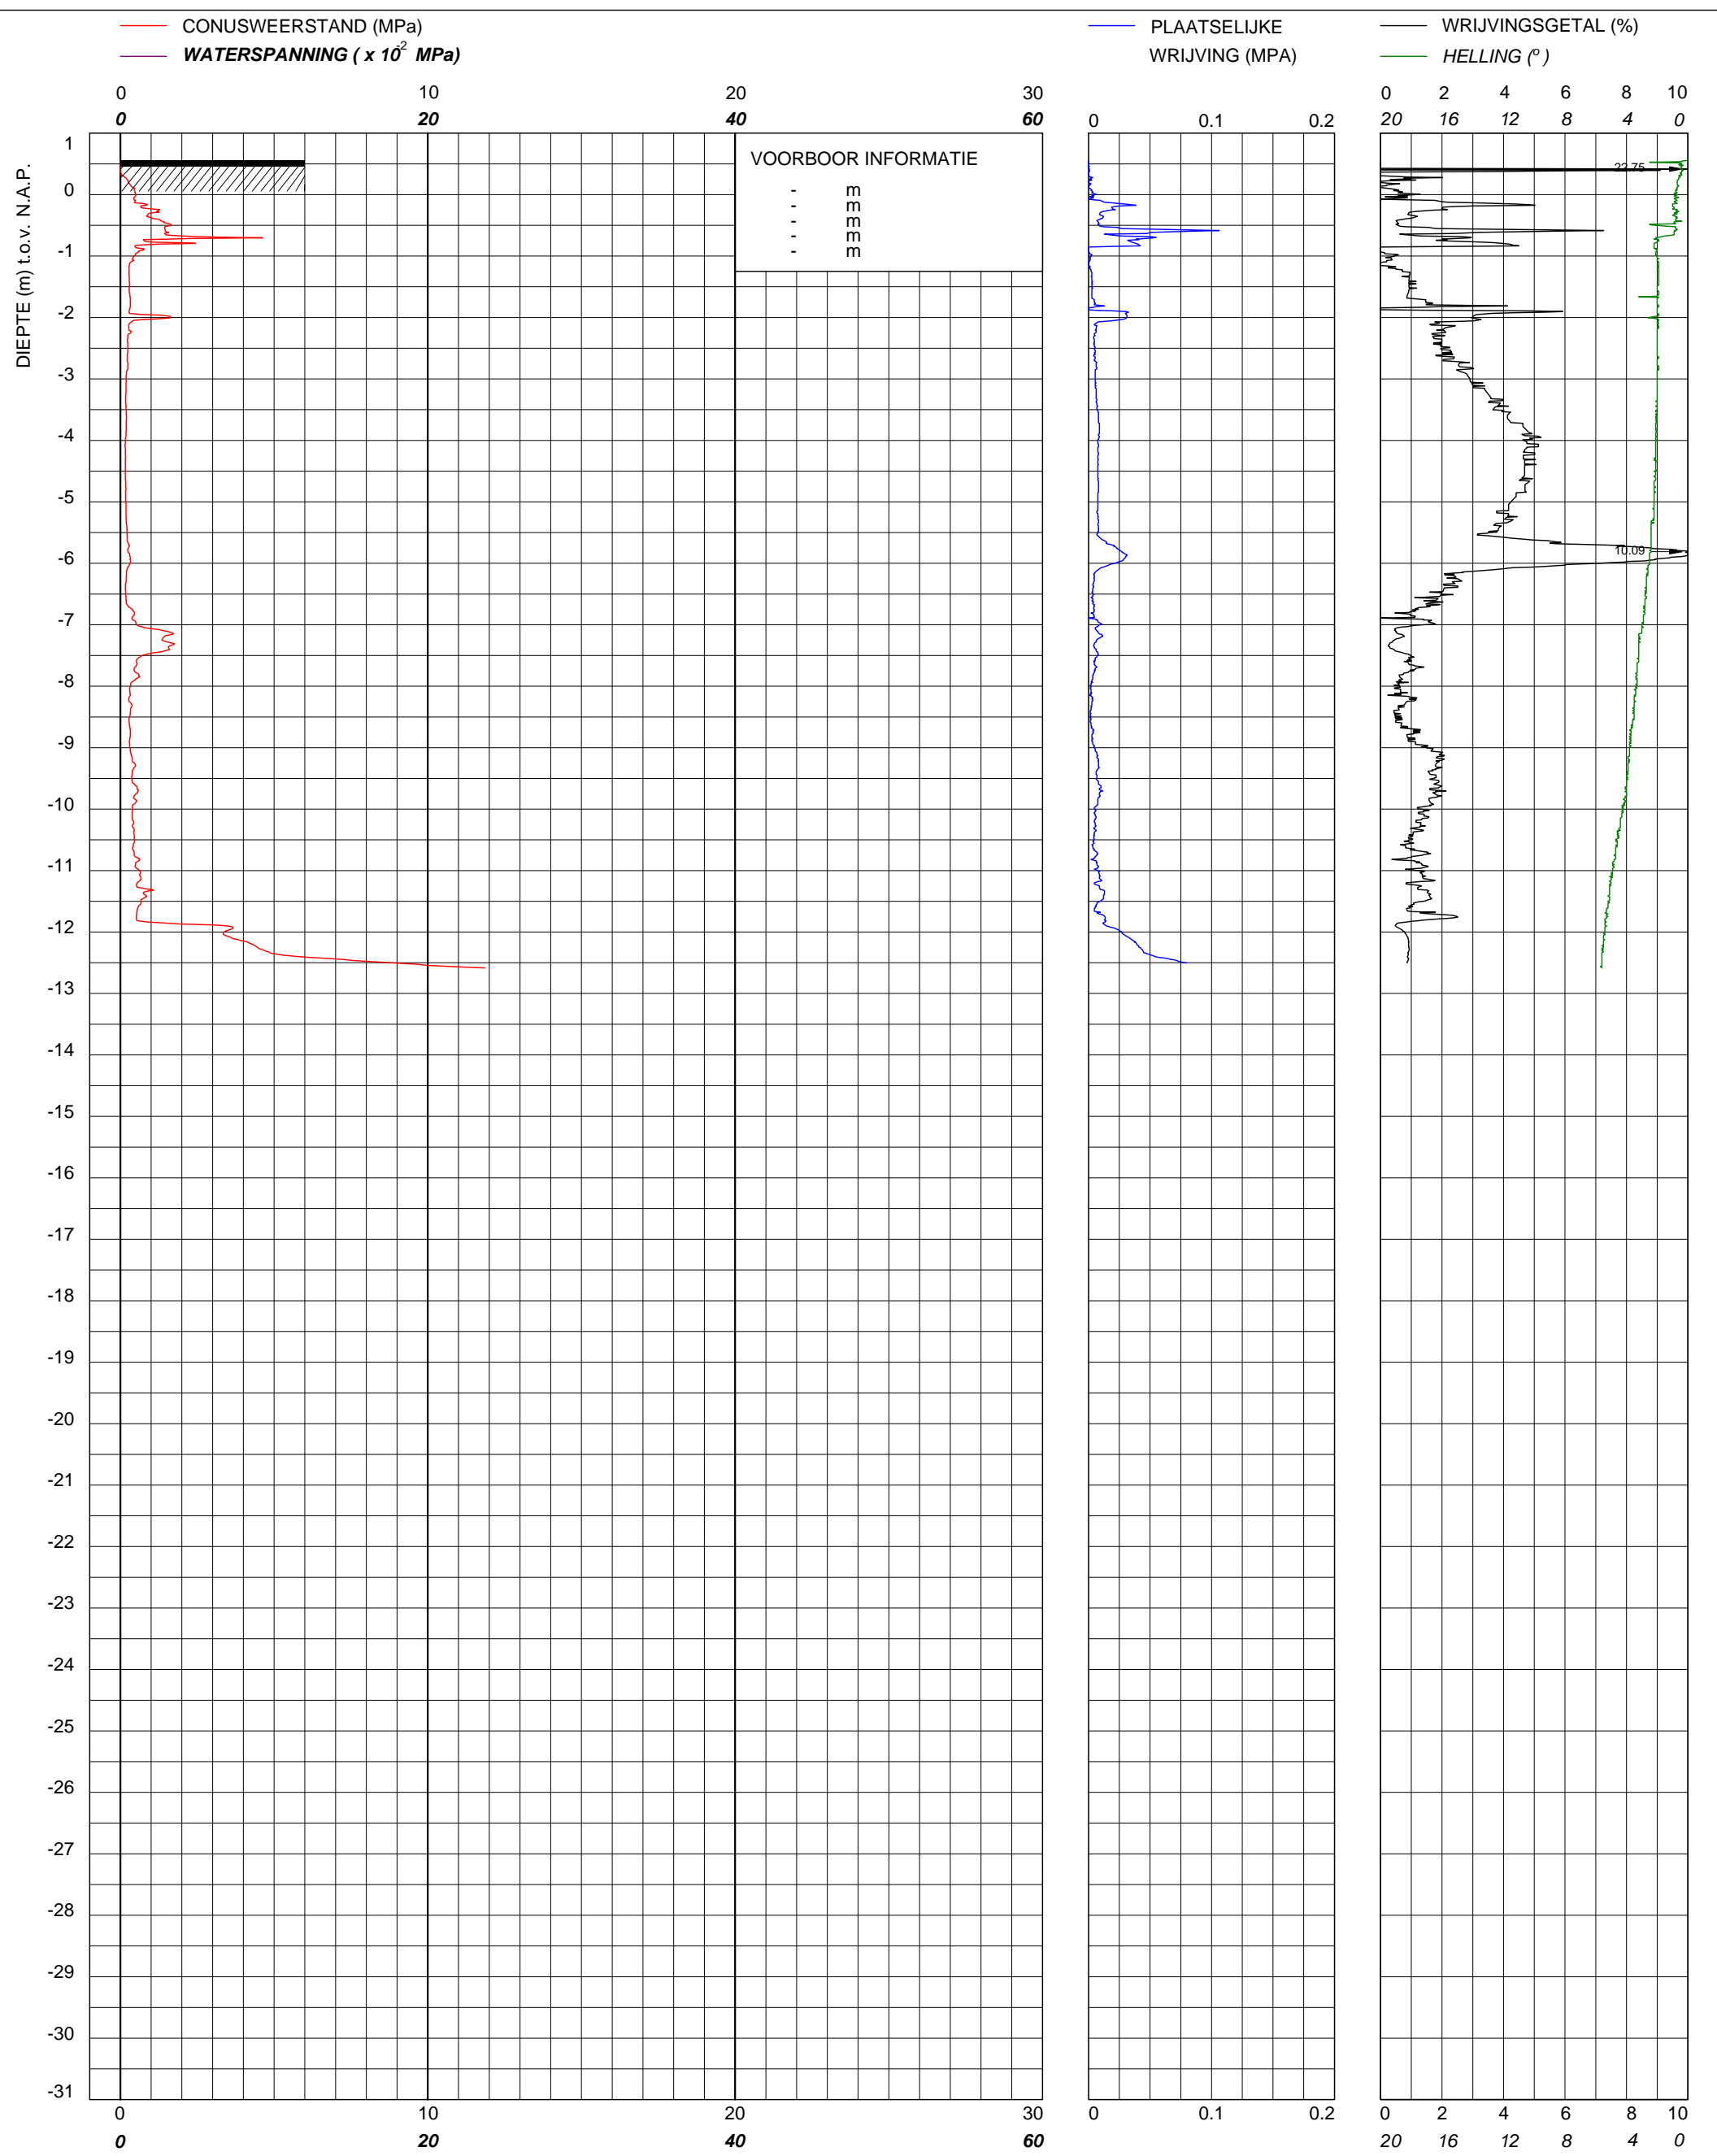 CONUSWEERSTAND (MPa) PLAATSELIJKE WRIJVINGSGETAL (%)
WATERSPANNING ( x 10-2 MPa) WRIJVING (MPA) HELLING (o )
0 10 20 30 0 2 4 6 8 10
0 20 40 60 0 0.1 0.2 20 16 12 8 4 0
DIEPTE (m) t.o.v. N.A.P.
1
VOORBOOR INFORMATIE
22.75
0
- m
- m
- m
- m
- m
-1
-2
-3
-4
-5
10.09
-6
-7
-8
-9
-10
-11
-12
-13
-14
-15
-16
-17
-18
-19
-20
-21
-22
-23
-24
-25
-26
-27
-28
-29
-30
-31
0 10 20 30 0 0.1 0.2 0 2 4 6 8 10
0 20 40 60 20 16 12 8 4 0